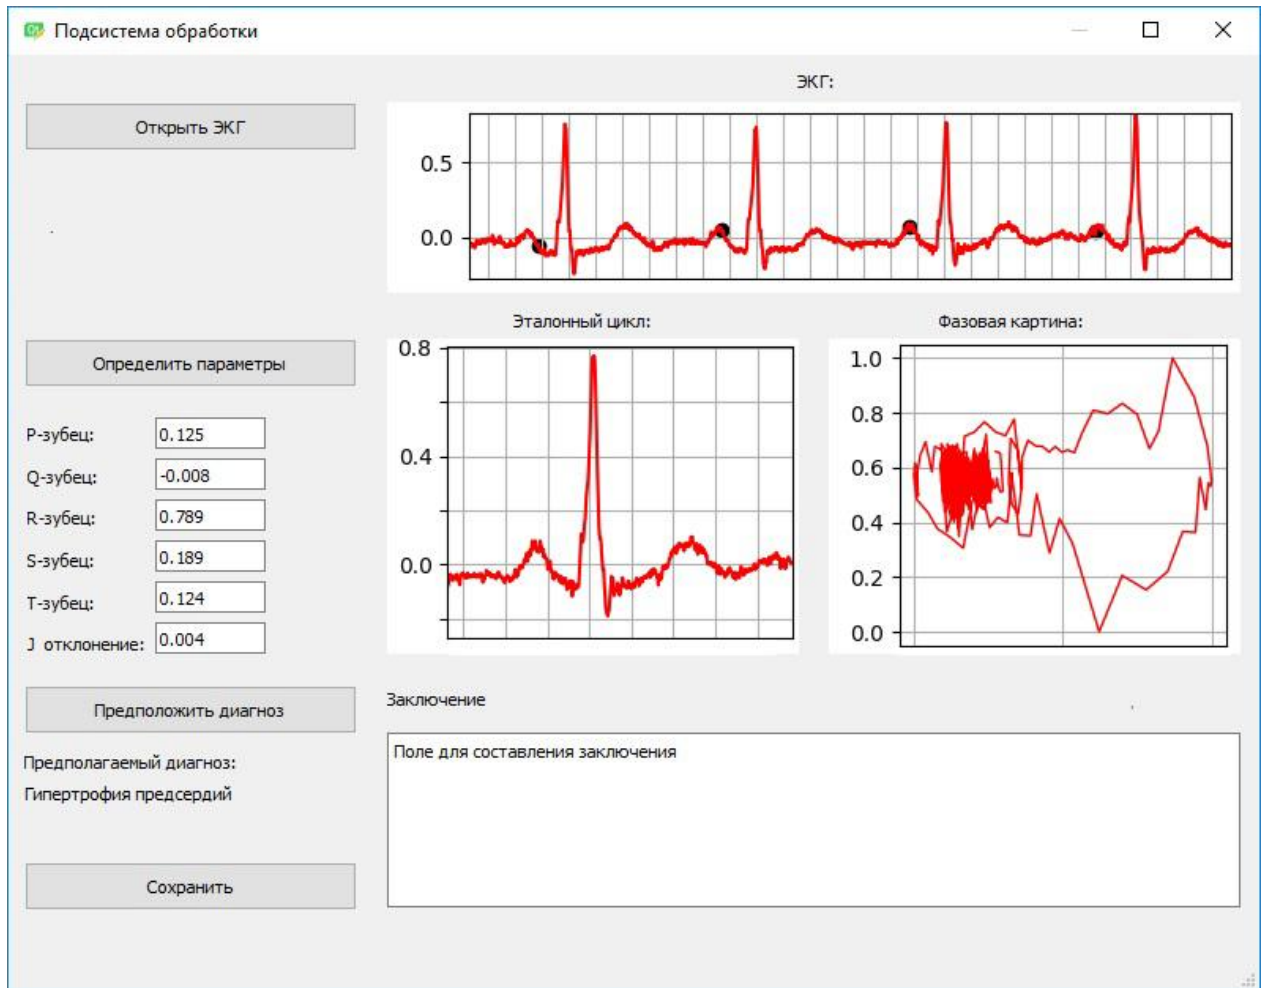 Подсистема обработки
ЭКГ:
Открыть ЭКГ
0.5
0.0
Эталонный цикл:
Фазовая картина:
0.8
0.4
0.0
1.0
0.8
0.6
0.4
0.2
0.0
Определить параметры
P-зубец: 0.125
Q-зубец: -0.008
R-зубец: 0.789
S-зубец: 0.189
T-зубец: 0.124
J отклонение: 0.004
Предположить диагноз
Заключение
Поле для составления заключения
Предполагаемый диагноз:
Гипертрофия предсердий
Сохранить